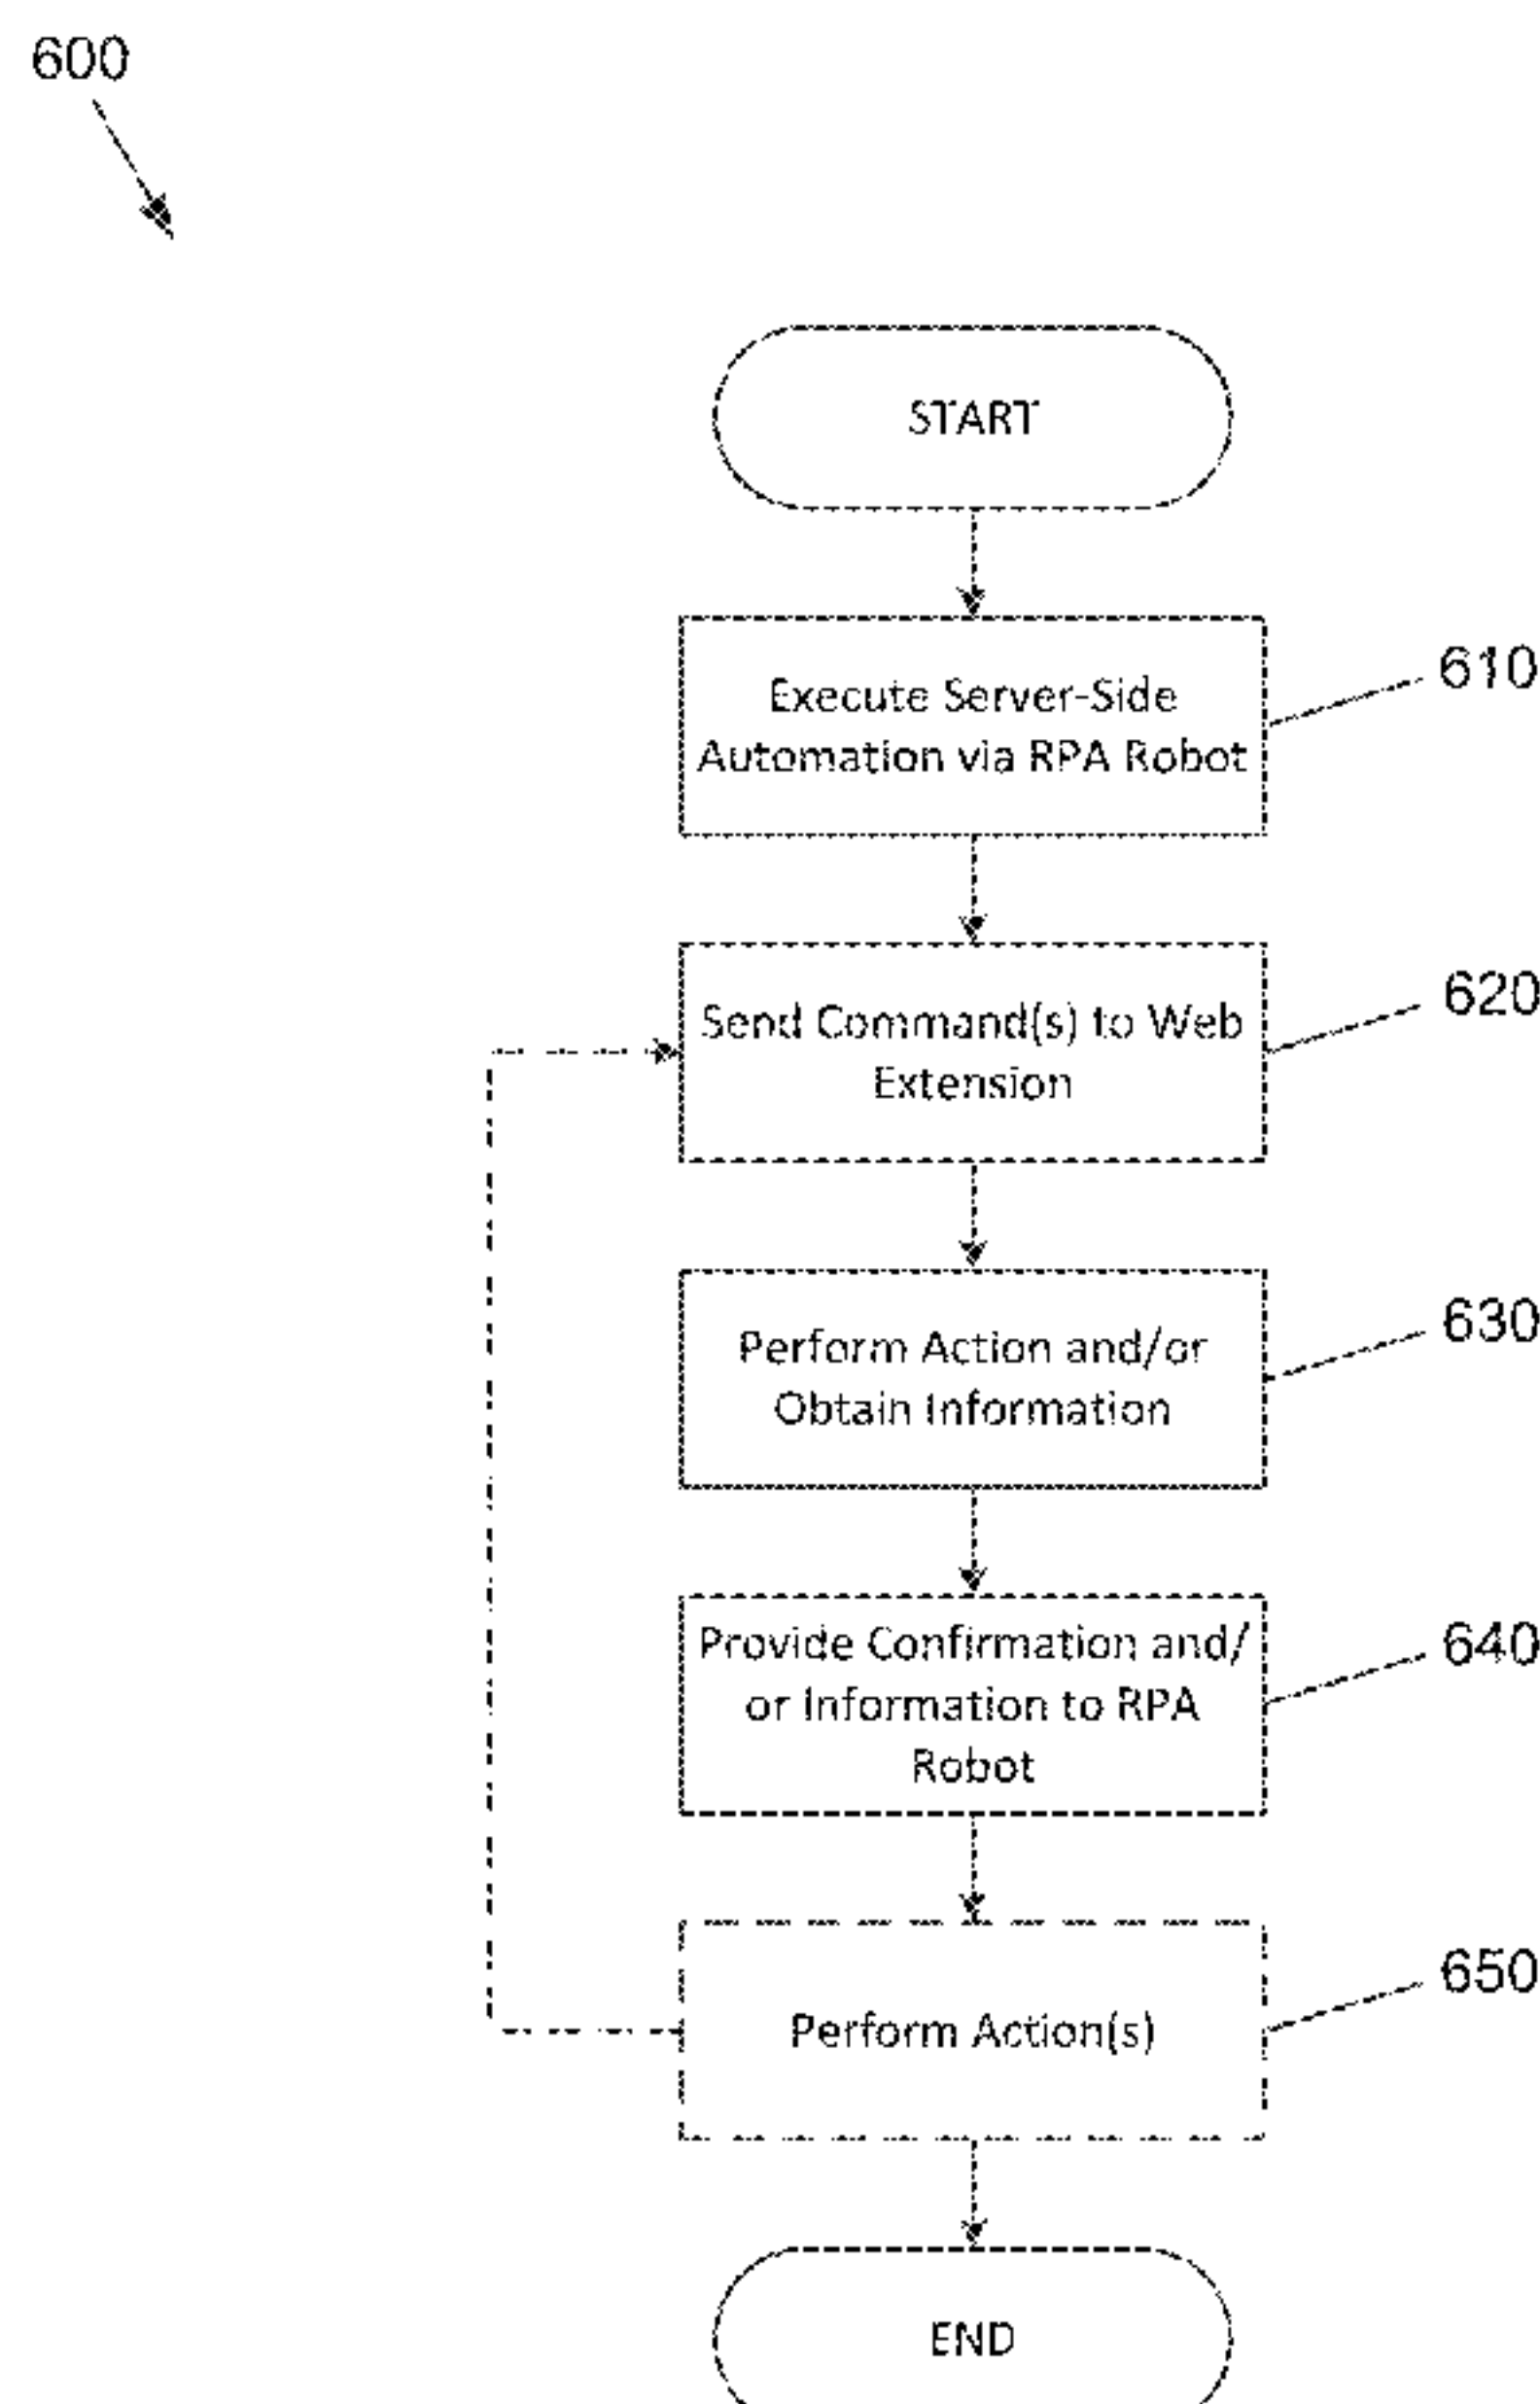 600
START
Execute Server-Side
Automation via RPA Robot
610
Send Command(s) to Web
Extension
620
Perform Action and/or
Obtain Information
630
Provide Confirmation and/
or Information to RPA
Robot
640
Perform Action(s)
650
END